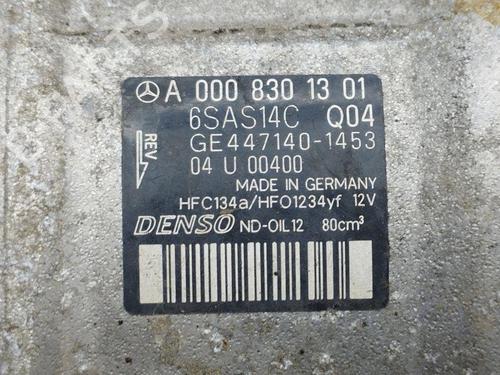 A 000 830 13 01
6SAS14C Q04
REV.
GE447140-1453
04 U 00400
MADE IN GERMANY
HFC134a/HFO1234yf 12V
DENSO ND-OIL12 80cm³